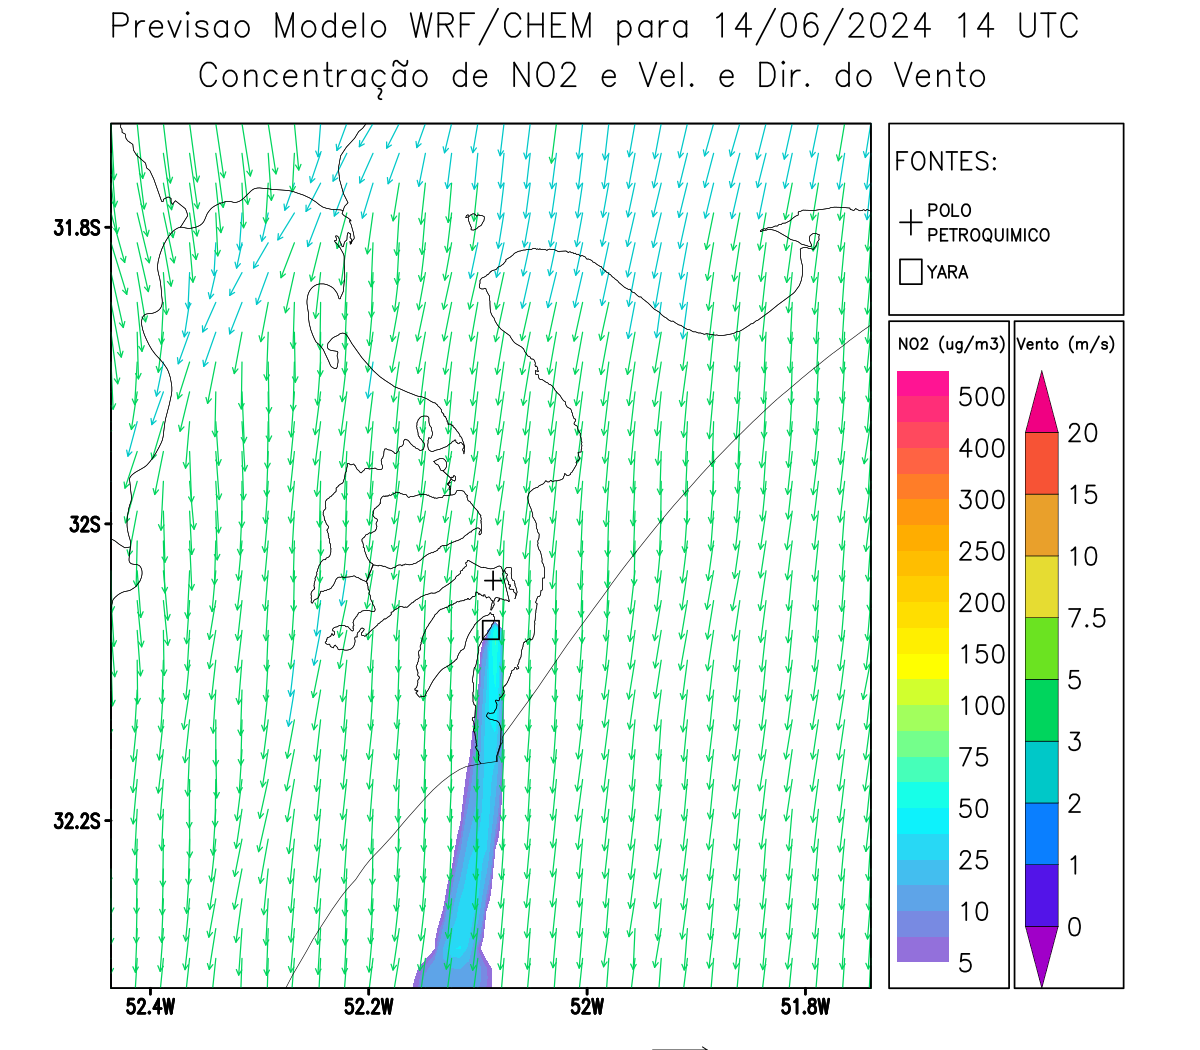 Previsao Modelo WRF/CHEM para 14/06/2024 14 UTC
Concentração de NO2 e Vel. e Dir. do Vento
FONTES:
POLO
PETROQUIMICO
YARA
31.8S
32S
32.2S
52.4W
52.2W
52W
51.8W
NO2 (ug/m3)
500
400
300
250
200
150
100
75
50
25
10
5
Vento (m/s)
20
15
10
7.5
5
3
2
1
0